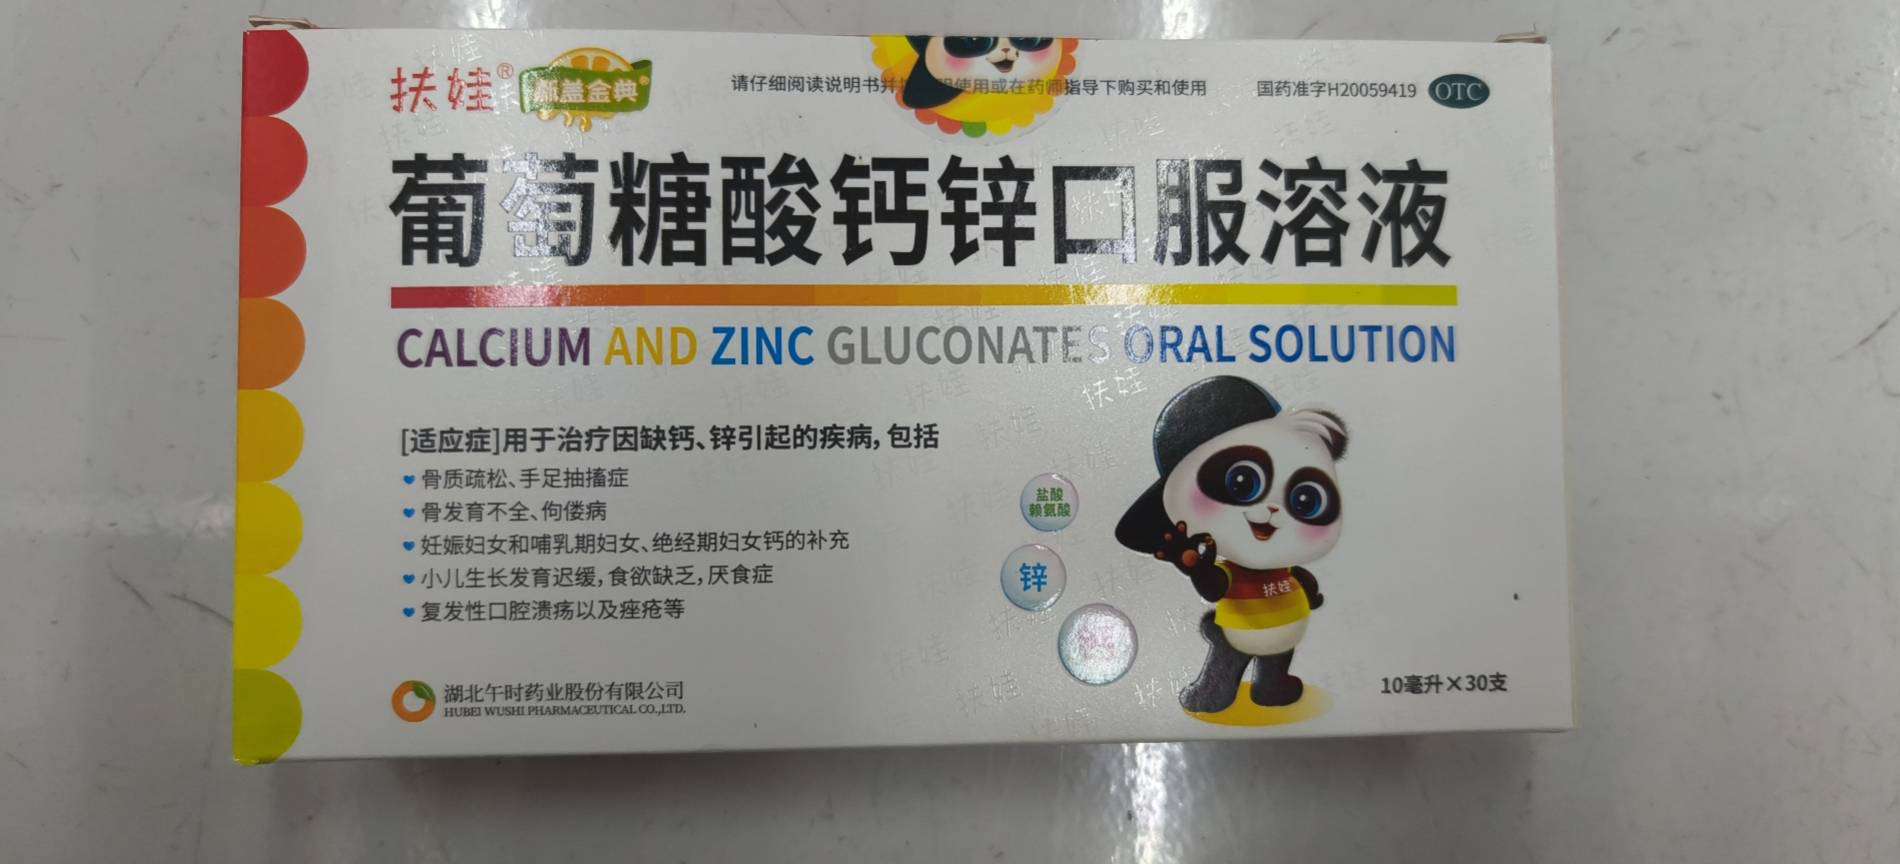 扶娃®
新盖金典®
请仔细阅读说明书并按说明使用或在药师指导下购买和使用
国药准字H20059419
OTC
葡萄糖酸钙锌口服溶液
CALCIUM AND ZINC GLUCONATES ORAL SOLUTION
[适应症]用于治疗因缺钙、锌引起的疾病,包括
骨质疏松、手足抽搐症
骨发育不全、佝偻病
妊娠妇女和哺乳期妇女、绝经期妇女钙的补充
小儿生长发育迟缓,食欲缺乏,厌食症
复发性口腔溃疡以及痤疮等
盐酸
赖氨酸
锌
扶娃
湖北午时药业股份有限公司
HUBEI WUSHI PHARMACEUTICAL CO.,LTD.
10毫升×30支